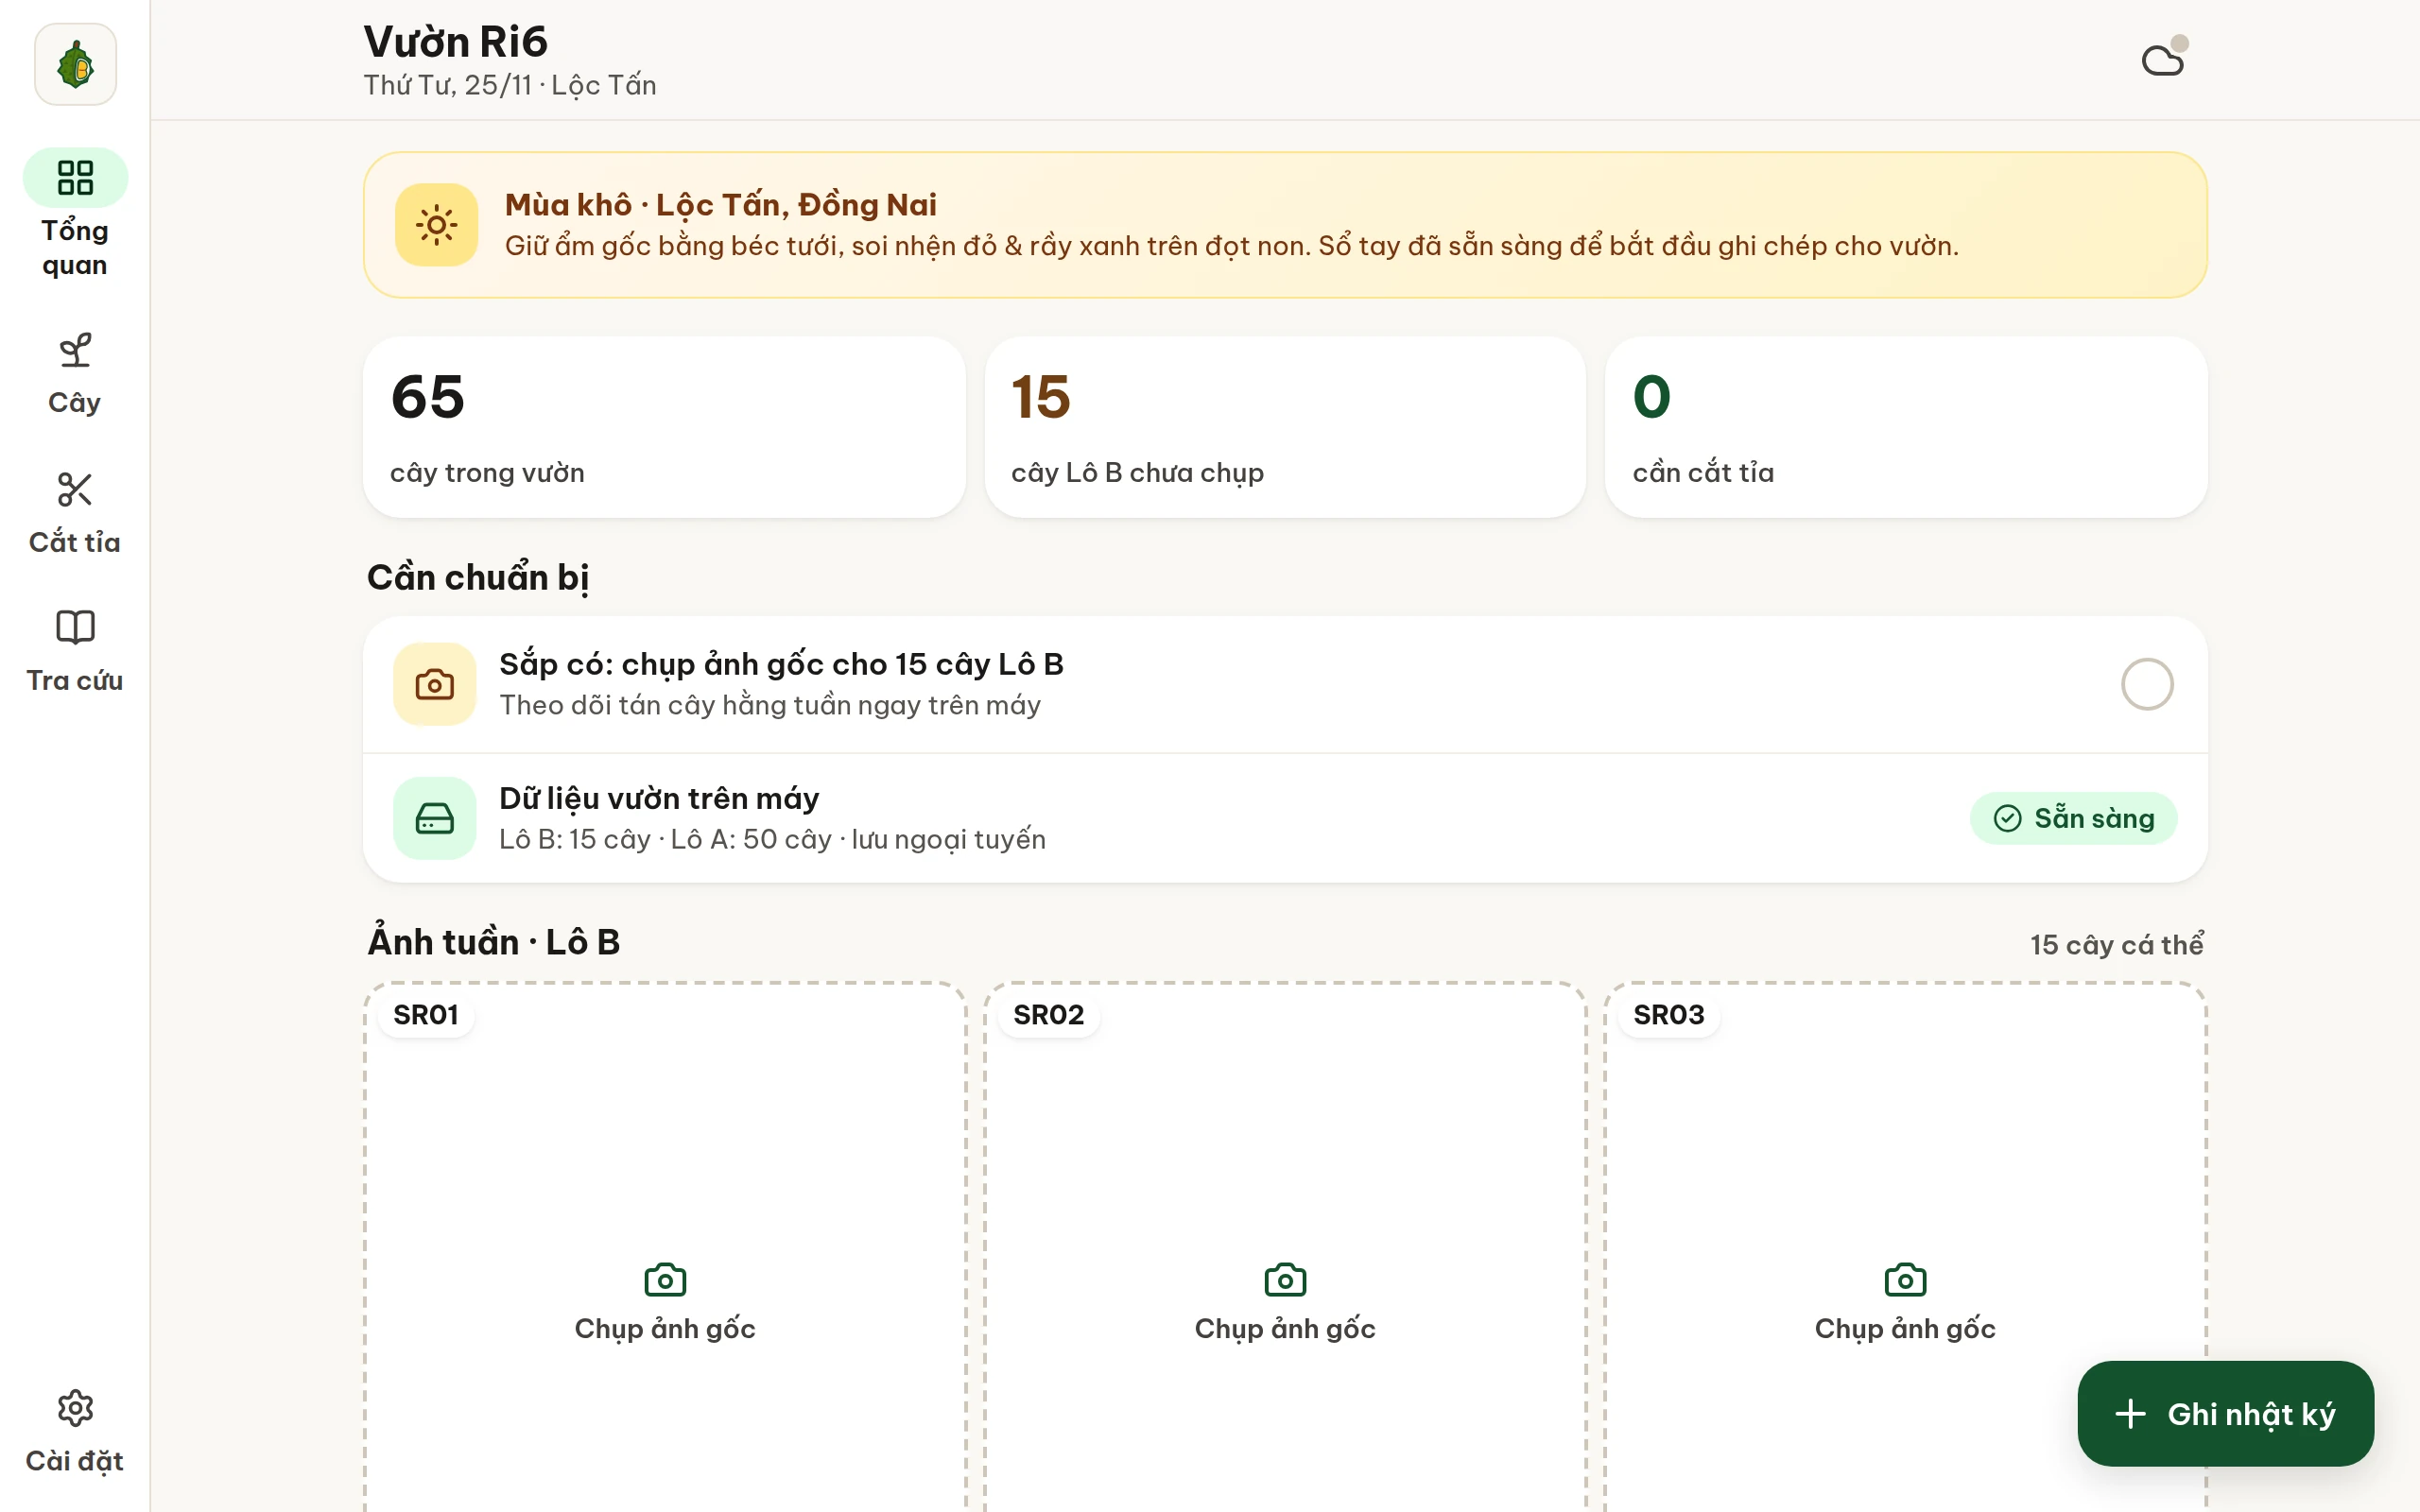 Vườn Ri6
Thứ Tư, 25/11 · Lộc Tấn
Tổng
quan
Cây
Cắt tỉa
Tra cứu
Cài đặt
Mùa khô · Lộc Tấn, Đồng Nai
Giữ ẩm gốc bằng béc tưới, soi nhện đỏ & rầy xanh trên đọt non. Sổ tay đã sẵn sàng để bắt đầu ghi chép cho vườn.
65
cây trong vườn
15
cây Lô B chưa chụp
0
cần cắt tỉa
Cần chuẩn bị
Sắp có: chụp ảnh gốc cho 15 cây Lô B
Theo dõi tán cây hằng tuần ngay trên máy
Dữ liệu vườn trên máy
Lô B: 15 cây · Lô A: 50 cây · lưu ngoại tuyến
Sẵn sàng
Ảnh tuần · Lô B
15 cây cá thể
SR01
Chụp ảnh gốc
SR02
Chụp ảnh gốc
SR03
Chụp ảnh gốc
Ghi nhật ký